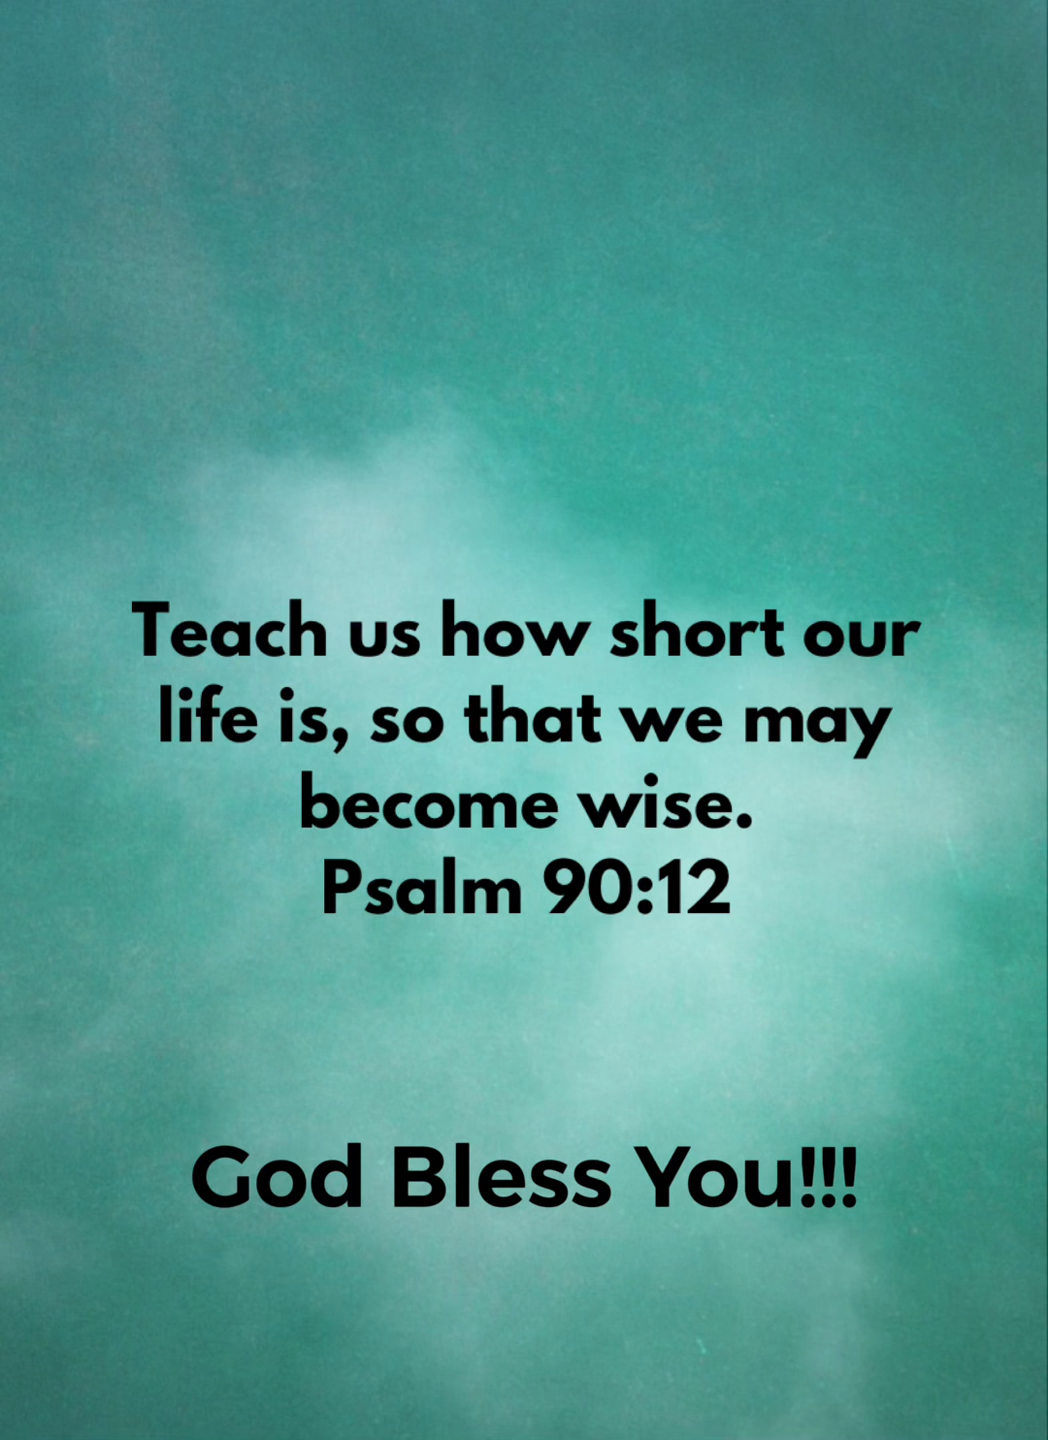 Teach us how short our
life is, so that we may
become wise.
Psalm 90:12
God Bless You!!!